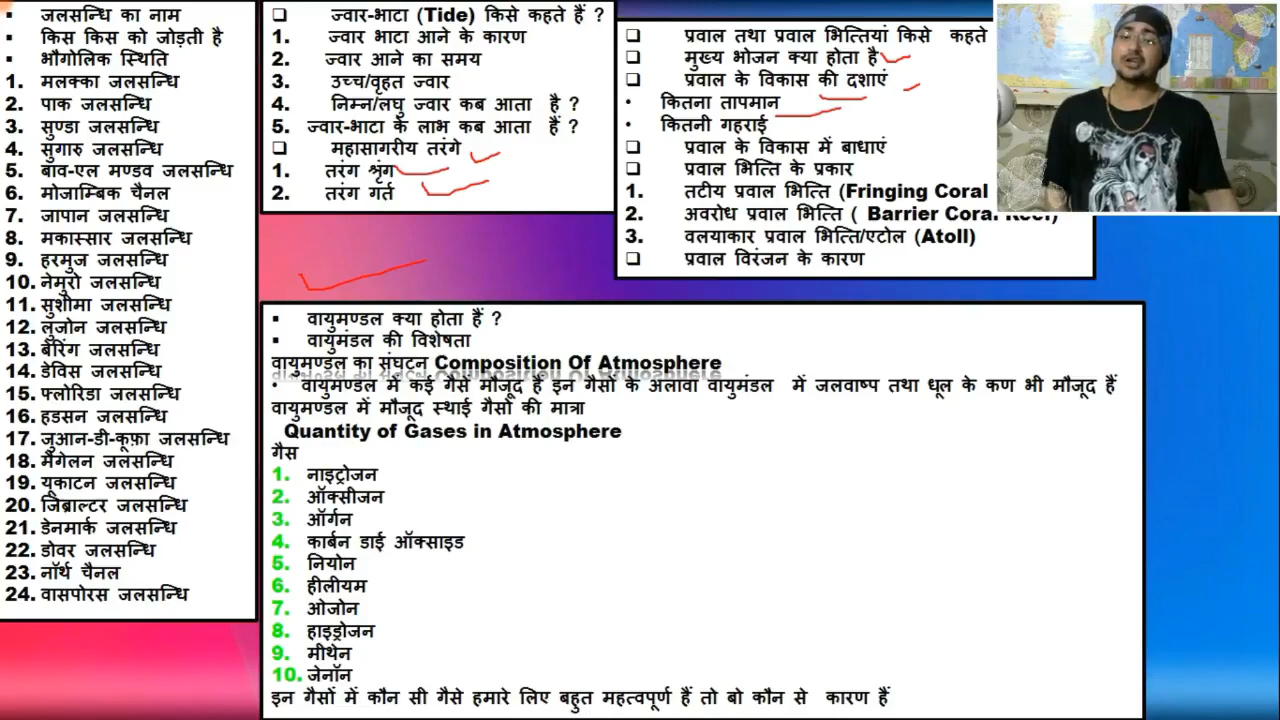 ▪ जलसन्धि का नाम
▪ किस किस को जोड़ती है
▪ भौगोलिक स्थिति
1. मलक्का जलसन्धि
2. पाक जलसन्धि
3. सुण्डा जलसन्धि
4. सुगारु जलसन्धि
5. बाव-एल मण्डव जलसन्धि
6. मोजाम्बिक चैनल
7. जापान जलसन्धि
8. मकास्सार जलसन्धि
9. हरमुज जलसन्धि
10. नेमुरो जलसन्धि
11. सुशीमा जलसन्धि
12. लुजोन जलसन्धि
13. बेरिंग जलसन्धि
14. डेविस जलसन्धि
15. फ्लोरिडा जलसन्धि
16. हडसन जलसन्धि
17. जुआन-डी-कूफ़ा जलसन्धि
18. मैगेलन जलसन्धि
19. यूकाटन जलसन्धि
20. जिब्राल्टर जलसन्धि
21. डेनमार्क जलसन्धि
22. डोवर जलसन्धि
23. नॉर्थ चैनल
24. वासपोरस जलसन्धि
❑ ज्वार-भाटा (Tide) किसे कहते हैं ?
1. ज्वार भाटा आने के कारण
2. ज्वार आने का समय
3. उच्च/वृहत ज्वार
4. निम्न/लघु ज्वार कब आता है ?
5. ज्वार-भाटा के लाभ कब आता हैं ?
❑ महासागरीय तरंगे
1. तरंग श्रृंग
2. तरंग गर्त
❑ प्रवाल तथा प्रवाल भित्तियां किसे कहते
❑ मुख्य भोजन क्या होता है
❑ प्रवाल के विकास की दशाएं
• कितना तापमान
• कितनी गहराई
❑ प्रवाल के विकास में बाधाएं
❑ प्रवाल भित्ति के प्रकार
1. तटीय प्रवाल भित्ति (Fringing Coral
2. अवरोध प्रवाल भित्ति ( Barrier Coral Reef)
3. वलयाकार प्रवाल भित्ति/एटोल (Atoll)
❑ प्रवाल विरंजन के कारण
▪ वायुमण्डल क्या होता हैं ?
▪ वायुमंडल की विशेषता
वायुमण्डल का संघटन Composition Of Atmosphere
• वायुमण्डल में कई गैसें मौजूद हैं इन गैसों के अलावा वायुमंडल में जलवाष्प तथा धूल के कण भी मौजूद हैं
वायुमण्डल में मौजूद स्थाई गैसों की मात्रा
Quantity of Gases in Atmosphere
गैस
1. नाइट्रोजन
2. ऑक्सीजन
3. ऑर्गन
4. कार्बन डाई ऑक्साइड
5. नियोन
6. हीलीयम
7. ओजोन
8. हाइड्रोजन
9. मीथेन
10. जेनॉन
इन गैसों में कौन सी गैसे हमारे लिए बहुत महत्वपूर्ण हैं तो बो कौन से कारण हैं